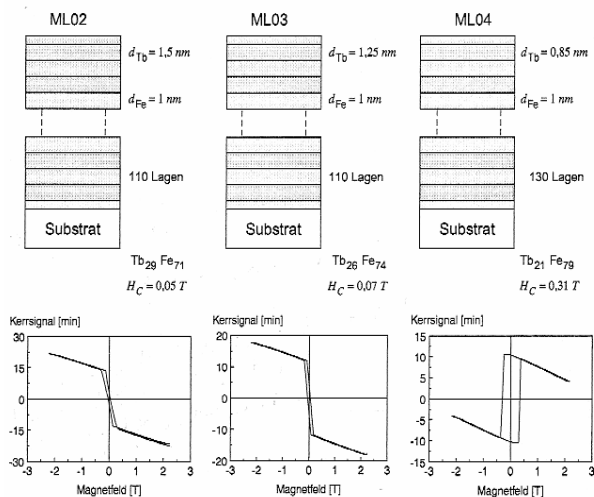 ML02 ML03 ML04
d_Tb = 1,5 nm d_Tb = 1,25 nm d_Tb = 0,85 nm
d_Fe = 1 nm d_Fe = 1 nm d_Fe = 1 nm
110 Lagen 110 Lagen 130 Lagen
Substrat Substrat Substrat
Tb29 Fe71 Tb26 Fe74 Tb21 Fe79
H_C = 0,05 T H_C = 0,07 T H_C = 0,31 T
Kerrsignal [min] Kerrsignal [min] Kerrsignal [min]
30 20 15
15 10 10
5
0 0 0
-5
-15 -10 -10
-30 -20 -15
-3 -2 -1 0 1 2 3 -3 -2 -1 0 1 2 3 -3 -2 -1 0 1 2 3
Magnetfeld [T] Magnetfeld [T] Magnetfeld [T]